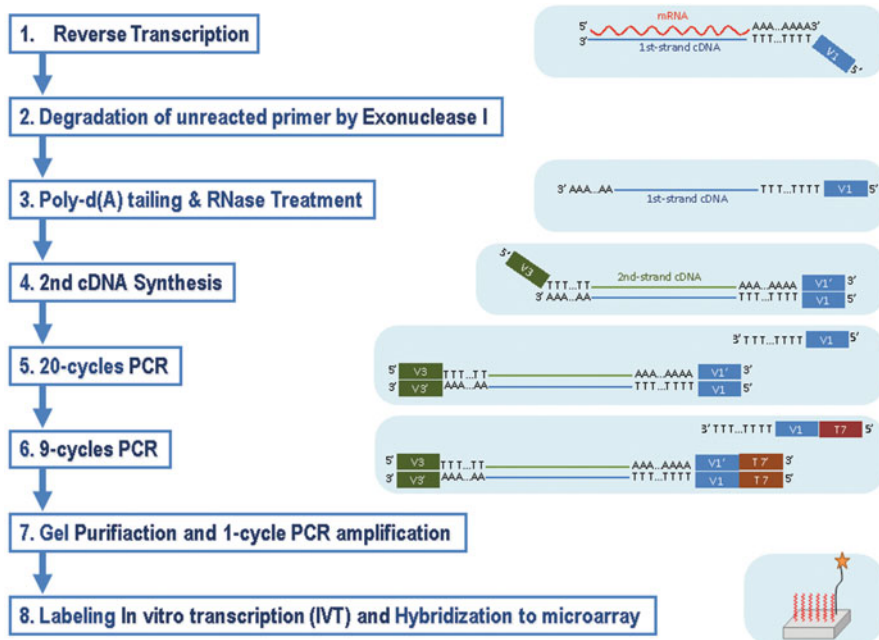 1. Reverse Transcription
5' mRNA AAA...AAAA3'
3' 1st-strand cDNA TTT...TTTT
V1
5'
2. Degradation of unreacted primer by Exonuclease I
3. Poly-d(A) tailing & RNase Treatment
3' AAA...AA TTT...TTTT V1 5'
1st-strand cDNA
4. 2nd cDNA Synthesis
5'
V3
TTT...TT 2nd-strand cDNA AAA...AAAA V1' 3'
3' AAA...AA TTT...TTTT V1 5'
5. 20-cycles PCR
3'TTT...TTTT V1 5'
5' V3 TTT...TT AAA...AAAA V1' 3'
3' V3' AAA...AA TTT...TTTT V1 5'
6. 9-cycles PCR
3'TTT...TTTT V1 T7 5'
5' V3 TTT...TT AAA...AAAA V1' T7' 3'
3' V3' AAA...AA TTT...TTTT V1 T7 5'
7. Gel Purifiaction and 1-cycle PCR amplification
8. Labeling In vitro transcription (IVT) and Hybridization to microarray